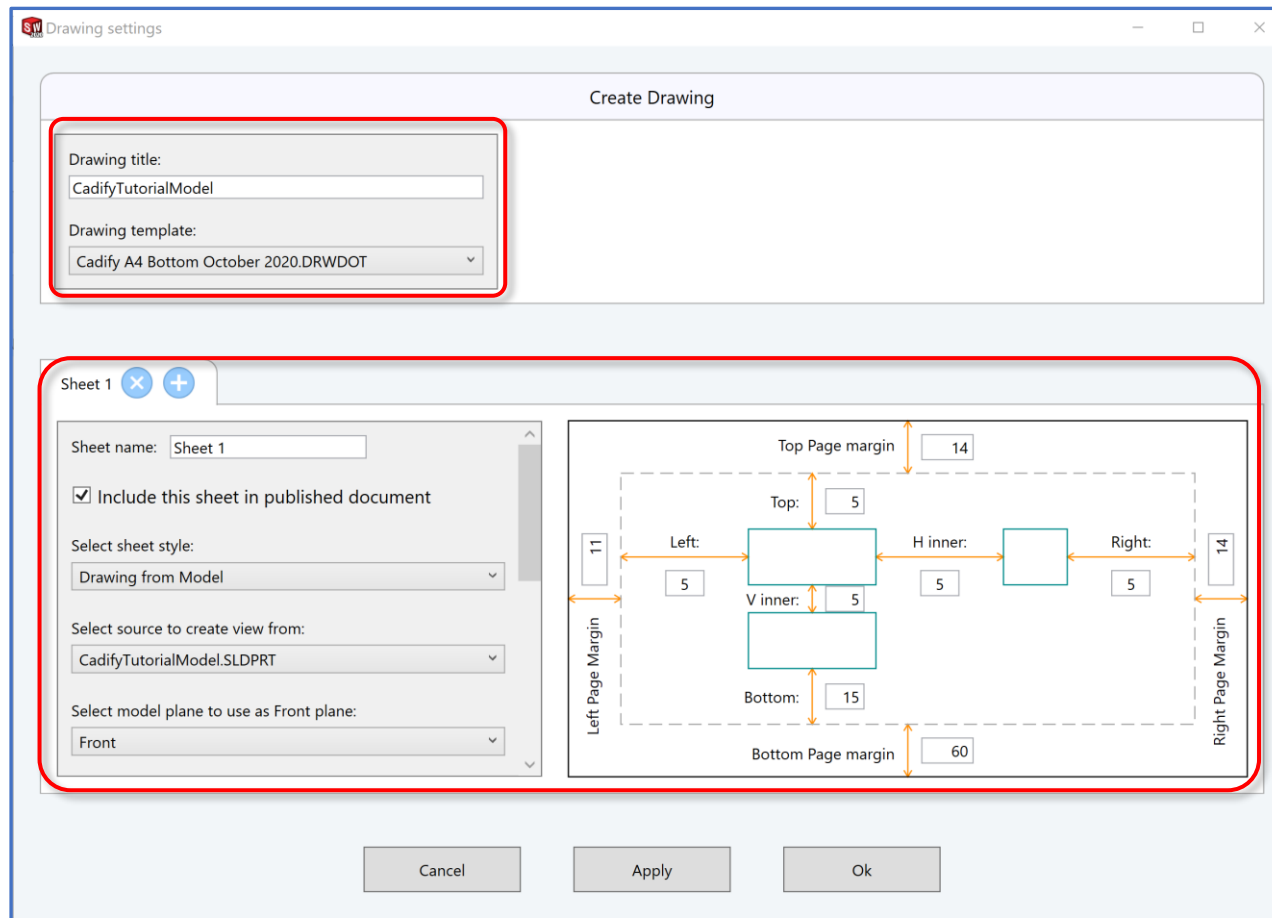 SW
2020
Drawing settings
Create Drawing
Drawing title:
CadifyTutorialModel
Drawing template:
Cadify A4 Bottom October 2020.DRWDOT
Sheet 1
Sheet name: Sheet 1
Include this sheet in published document
Select sheet style:
Drawing from Model
Select source to create view from:
CadifyTutorialModel.SLDPRT
Select model plane to use as Front plane:
Front
Top Page margin 14
Top: 5
11
Left:
5
H inner:
5
Right:
5
14
V inner: 5
Left Page Margin
Right Page Margin
Bottom: 15
Bottom Page margin 60
Cancel
Apply
Ok